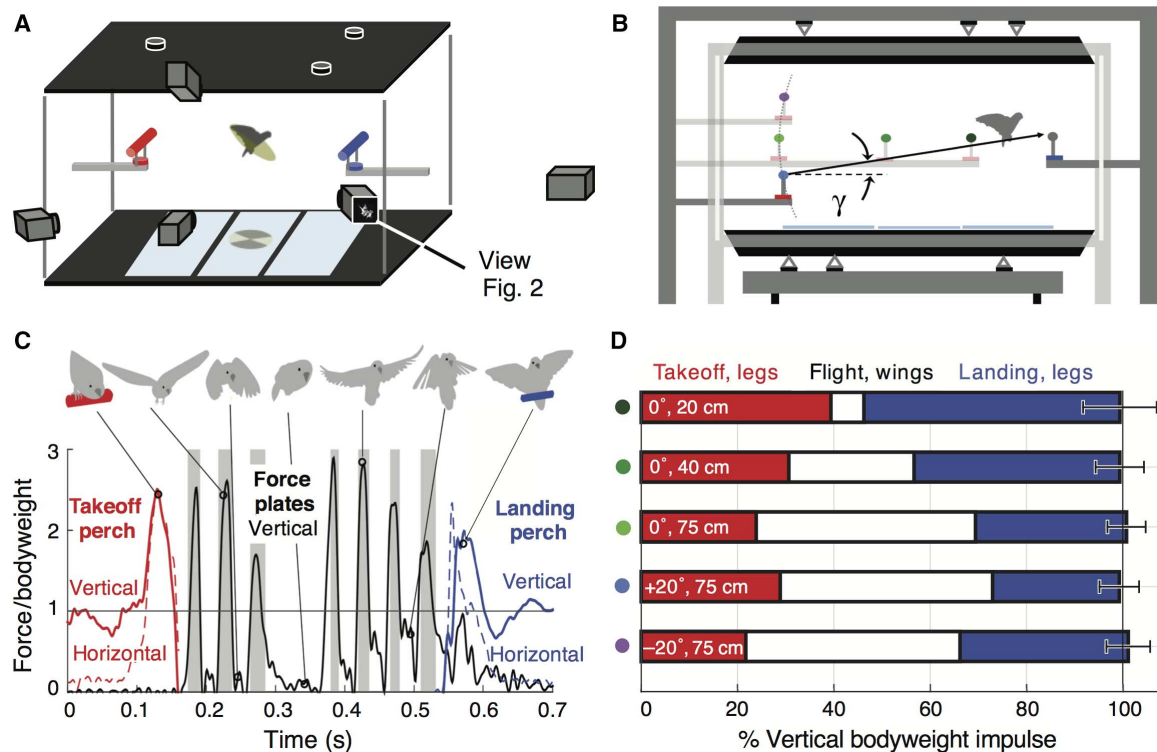 A
View
Fig. 2
B
γ
C
Force/bodyweight
3
2
1
0
Takeoff
perch
Vertical
Horizontal
Force
plates
Vertical
Landing
perch
Vertical
Horizontal
0 0.1 0.2 0.3 0.4 0.5 0.6 0.7
Time (s)
D
Takeoff, legs Flight, wings Landing, legs
0°, 20 cm
0°, 40 cm
0°, 75 cm
+20°, 75 cm
–20°, 75 cm
0 20 40 60 80 100
% Vertical bodyweight impulse